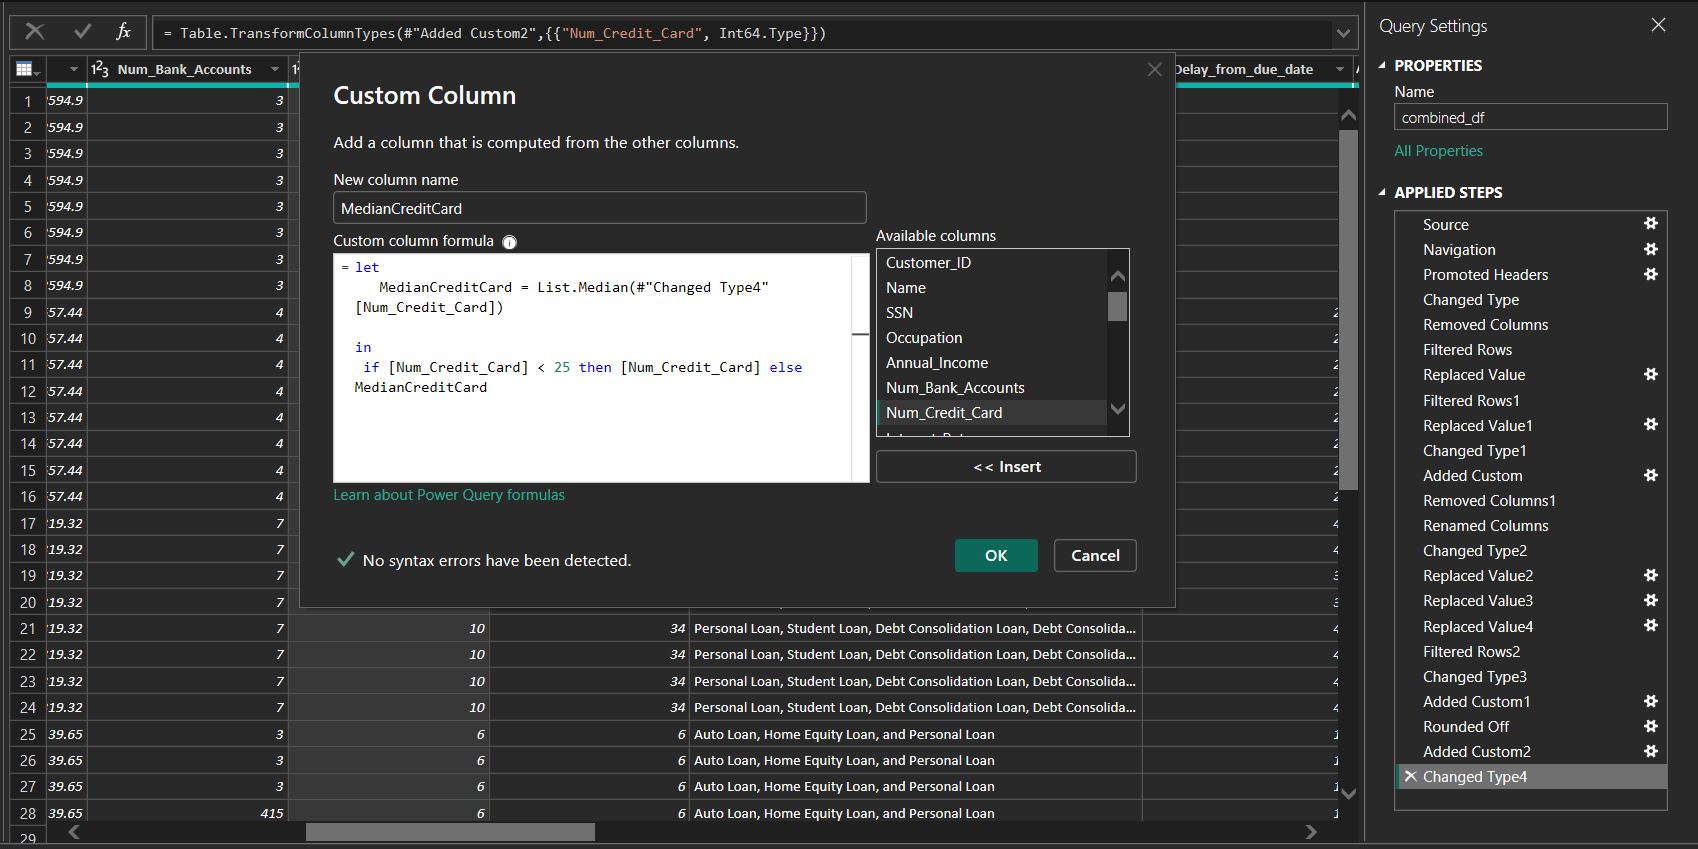 fx
= Table.TransformColumnTypes(#"Added Custom2",{{"Num_Credit_Card", Int64.Type}})
Query Settings
PROPERTIES
Name
combined_df
All Properties
APPLIED STEPS
Source
Navigation
Promoted Headers
Changed Type
Removed Columns
Filtered Rows
Replaced Value
Filtered Rows1
Replaced Value1
Changed Type1
Added Custom
Removed Columns1
Renamed Columns
Changed Type2
Replaced Value2
Replaced Value3
Replaced Value4
Filtered Rows2
Changed Type3
Added Custom1
Rounded Off
Added Custom2
Changed Type4
123 Num_Bank_Accounts
Delay_from_due_date
Custom Column
Add a column that is computed from the other columns.
New column name
MedianCreditCard
Custom column formula
= let
MedianCreditCard = List.Median(#"Changed Type4"
[Num_Credit_Card])
in
if [Num_Credit_Card] < 25 then [Num_Credit_Card] else
MedianCreditCard
Available columns
Customer_ID
Name
SSN
Occupation
Annual_Income
Num_Bank_Accounts
Num_Credit_Card
<< Insert
Learn about Power Query formulas
No syntax errors have been detected.
OK
Cancel
1 594.9 3
2 594.9 3
3 594.9 3
4 594.9 3
5 594.9 3
6 594.9 3
7 594.9 3
8 594.9 3
9 57.44 4
10 57.44 4
11 57.44 4
12 57.44 4
13 57.44 4
14 57.44 4
15 57.44 4
16 57.44 4
17 19.32 7
18 19.32 7
19 19.32 7
20 19.32 7
21 19.32 7 10 34 Personal Loan, Student Loan, Debt Consolidation Loan, Debt Consolida...
22 19.32 7 10 34 Personal Loan, Student Loan, Debt Consolidation Loan, Debt Consolida...
23 19.32 7 10 34 Personal Loan, Student Loan, Debt Consolidation Loan, Debt Consolida...
24 19.32 7 10 34 Personal Loan, Student Loan, Debt Consolidation Loan, Debt Consolida...
25 39.65 3 6 6 Auto Loan, Home Equity Loan, and Personal Loan
26 39.65 3 6 6 Auto Loan, Home Equity Loan, and Personal Loan
27 39.65 3 6 6 Auto Loan, Home Equity Loan, and Personal Loan
28 39.65 415 6 6 Auto Loan, Home Equity Loan, and Personal Loan
29